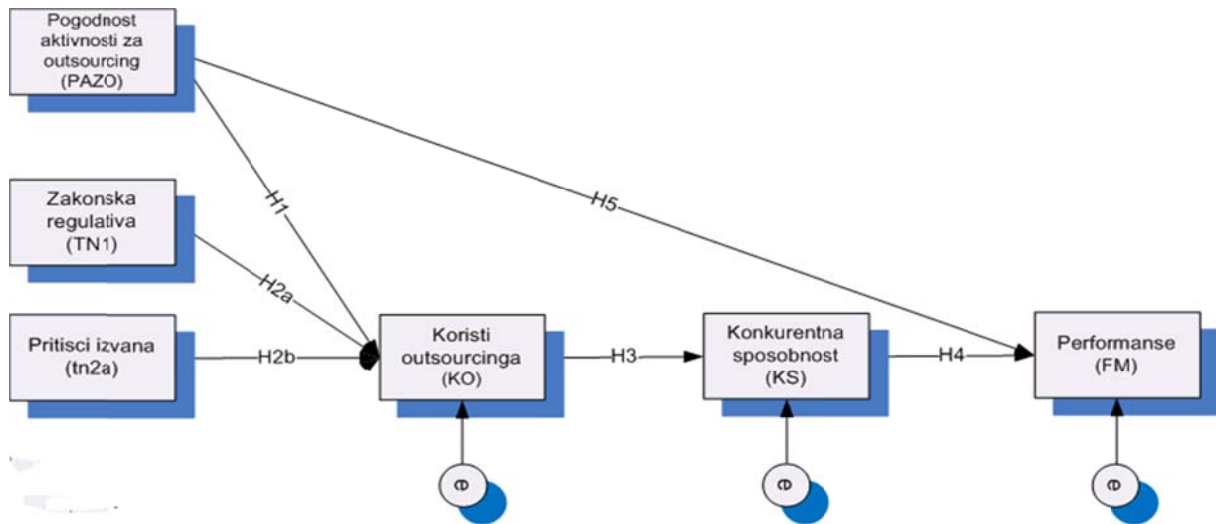 Pogodnost
aktivnosti za
outsourcing
(PAZO)
H1
H5
Zakonska
regulativa
(TN1)
H2a
Pritisci izvana
(tn2a)
H2b
Koristi
outsourcinga
(KO)
H3
Konkurentna
sposobnost
(KS)
H4
Performanse
(FM)
e
e
e